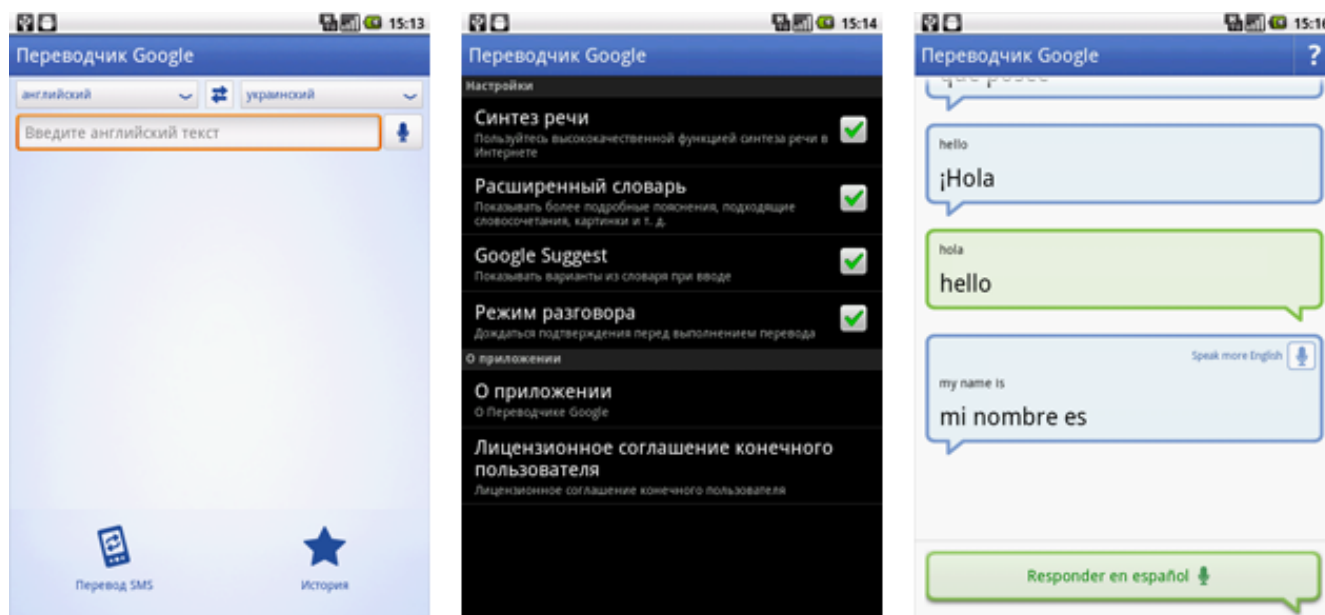 15:13
Переводчик Google
английский
украинский
Введите английский текст
Перевод SMS
История
15:14
Переводчик Google
Настройки
Синтез речи
Пользуйтесь высококачественной функцией синтеза речи в
Интернете
Расширенный словарь
Показывать более подробные пояснения, подходящие
словосочетания, картинки и т. д.
Google Suggest
Показывать варианты из словаря при вводе
Режим разговора
Дождаться подтверждения перед выполнением перевода
О приложении
О приложении
О Переводчике Google
Лицензионное соглашение конечного
пользователя
Лицензионное соглашение конечного пользователя
15:16
Переводчик Google
?
que posee
hello
¡Hola
hola
hello
Speak more English
my name is
mi nombre es
Responder en español